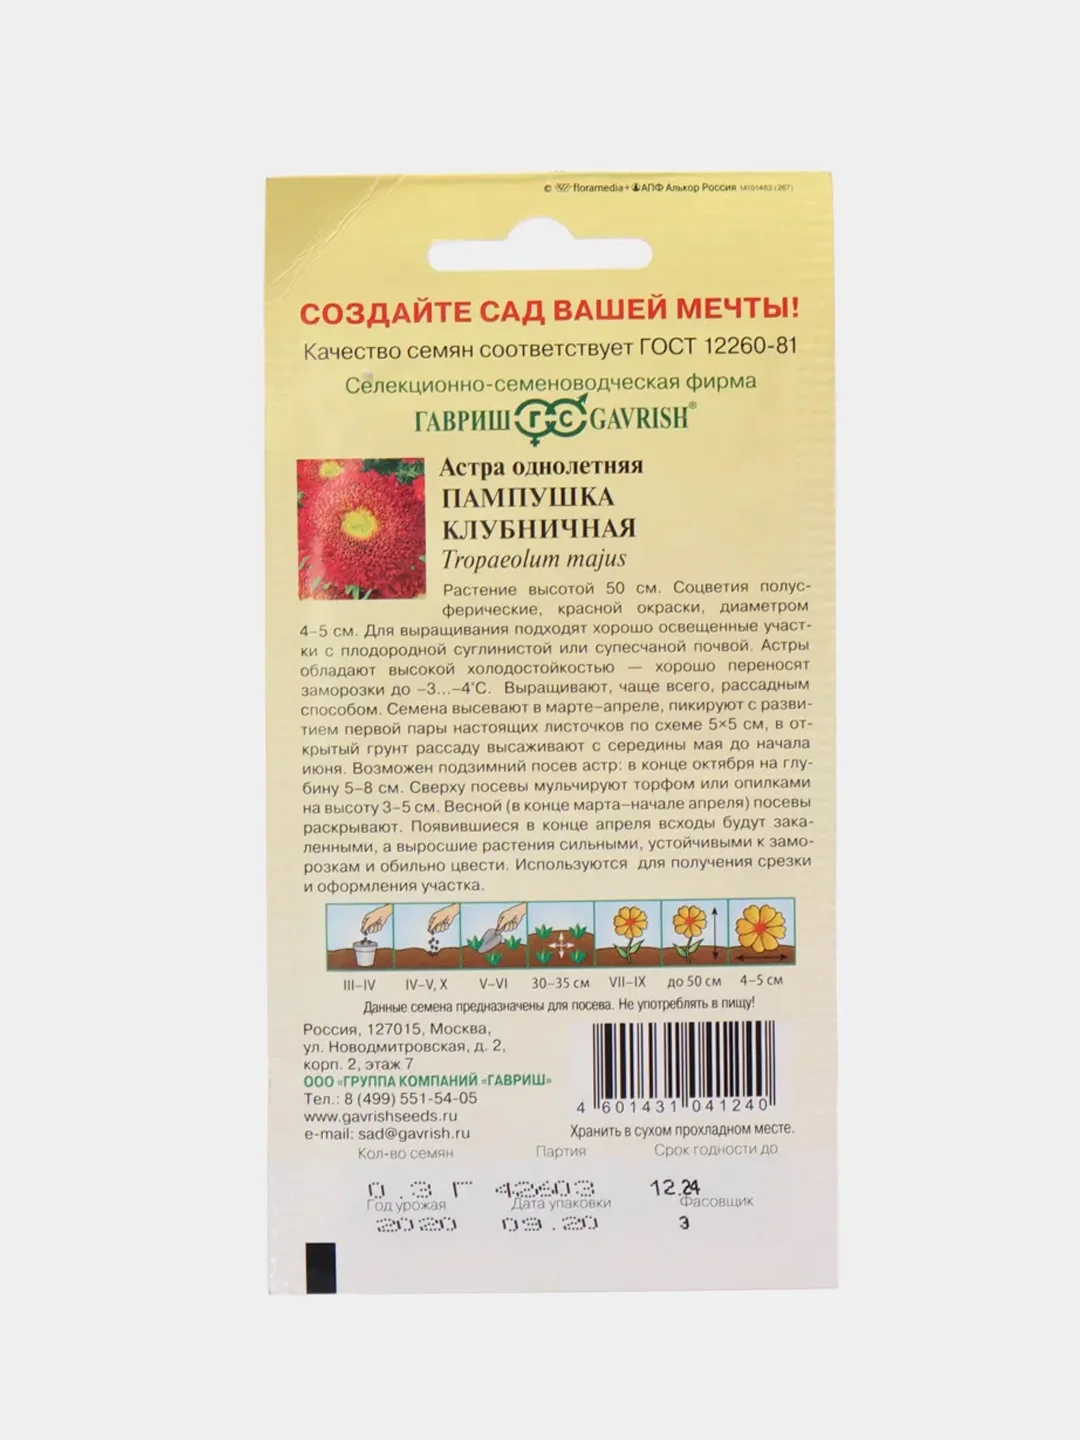 © floramedia+ АПФ Алькор Россия 14101483 (267)
СОЗДАЙТЕ САД ВАШЕЙ МЕЧТЫ!
Качество семян соответствует ГОСТ 12260-81
Селекционно-семеноводческая фирма
ГАВРИШ Г-С GAVRISH®
Астра однолетняя
ПАМПУШКА
КЛУБНИЧНАЯ
Tropaeolum majus
Растение высотой 50 см. Соцветия полус-
ферические, красной окраски, диаметром
4–5 см. Для выращивания подходят хорошо освещенные участ-
ки с плодородной суглинистой или супесчаной почвой. Астры
обладают высокой холодостойкостью — хорошо переносят
заморозки до –3...–4°С. Выращивают, чаще всего, рассадным
способом. Семена высевают в марте–апреле, пикируют с разви-
тием первой пары настоящих листочков по схеме 5×5 см, в от-
крытый грунт рассаду высаживают с середины мая до начала
июня. Возможен подзимний посев астр: в конце октября на глу-
бину 5–8 см. Сверху посевы мульчируют торфом или опилками
на высоту 3–5 см. Весной (в конце марта–начале апреля) посевы
раскрывают. Появившиеся в конце апреля всходы будут зака-
ленными, а выросшие растения сильными, устойчивыми к замо-
розкам и обильно цвести. Используются для получения срезки
и оформления участка.
III–IV IV–V, X V–VI 30–35 см VII–IX до 50 см 4–5 см
Данные семена предназначены для посева. Не употреблять в пищу!
Россия, 127015, Москва,
ул. Новодмитровская, д. 2,
корп. 2, этаж 7
ООО «ГРУППА КОМПАНИЙ «ГАВРИШ»
Тел.: 8 (499) 551-54-05
www.gavrishseeds.ru
e-mail: sad@gavrish.ru
4 601431 041240
Хранить в сухом прохладном месте.
Кол-во семян Партия Срок годности до
0.3 Г 42603 12.24
Год урожая Дата упаковки Фасовщик
2020 09.20 3